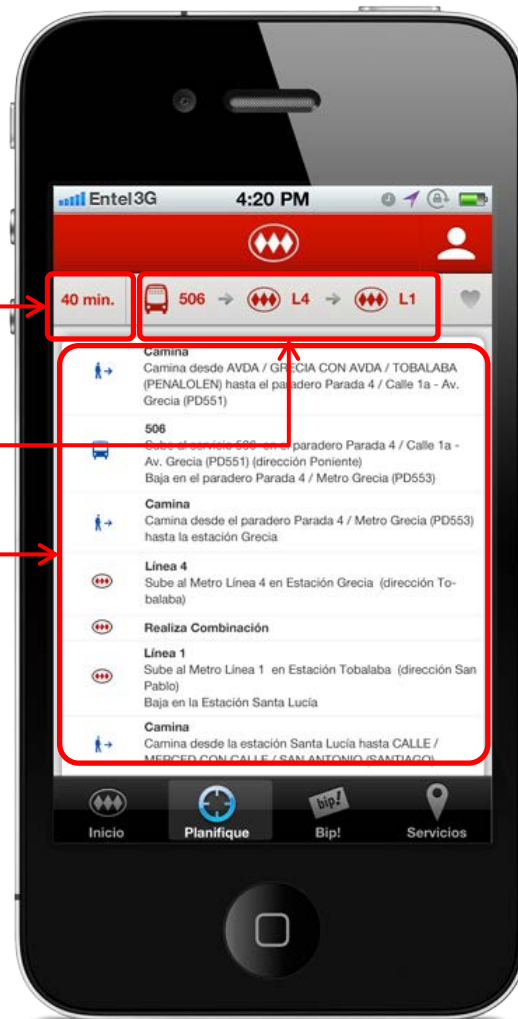 Entel 3G 4:20 PM
40 min. 506 → L4 → L1
Camina
Camina desde AVDA / GRECIA CON AVDA / TOBALABA
(PENALOLEN) hasta el paradero Parada 4 / Calle 1a - Av.
Grecia (PD551)
506
Sube al servicio 506 en el paradero Parada 4 / Calle 1a -
Av. Grecia (PD551) (dirección Poniente)
Baja en el paradero Parada 4 / Metro Grecia (PD553)
Camina
Camina desde el paradero Parada 4 / Metro Grecia (PD553)
hasta la estación Grecia
Línea 4
Sube al Metro Línea 4 en Estación Grecia (dirección To-
balaba)
Realiza Combinación
Línea 1
Sube al Metro Línea 1 en Estación Tobalaba (dirección San
Pablo)
Baja en la Estación Santa Lucía
Camina
Camina desde la estación Santa Lucía hasta CALLE /
MERCED CON CALLE / SAN ANTONIO (SANTIAGO)
bip!
Inicio Planifique Bip! Servicios